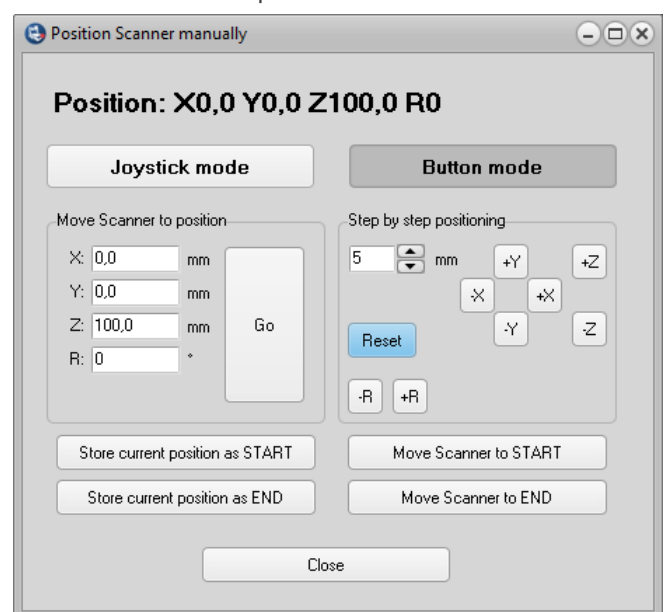 Position Scanner manually
Position: X0,0 Y0,0 Z100,0 R0
Joystick mode
Button mode
Move Scanner to position
X: 0,0 mm
Y: 0,0 mm
Z: 100,0 mm
R: 0 °
Go
Step by step positioning
5 mm
+Y
+Z
-X
+X
-Y
-Z
Reset
-R
+R
Store current position as START
Move Scanner to START
Store current position as END
Move Scanner to END
Close